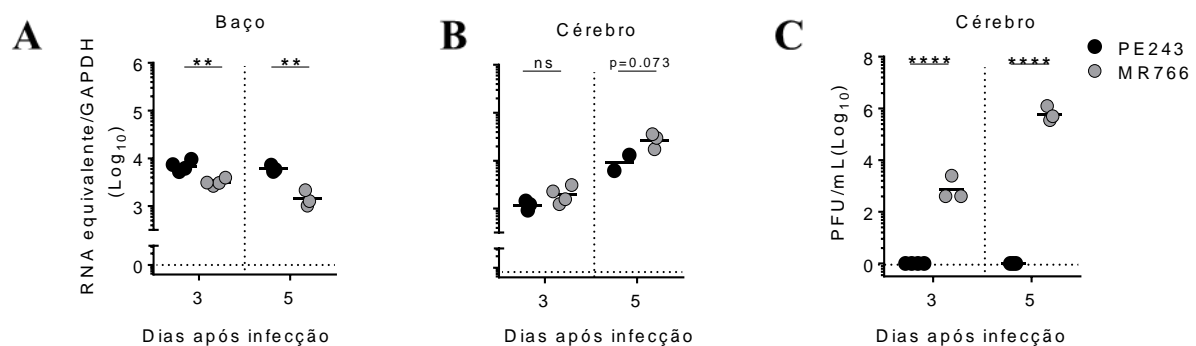 A
Baço
RNA equivalente/GAPDH
(Log10)
6
5
4
3
0
**
**
3
5
Dias após infecção
B
Cérebro
ns
p=0.073
3
5
Dias após infecção
C
Cérebro
PFU/mL(Log10)
8
6
4
2
0
****
****
3
5
Dias após infecção
PE243
MR766